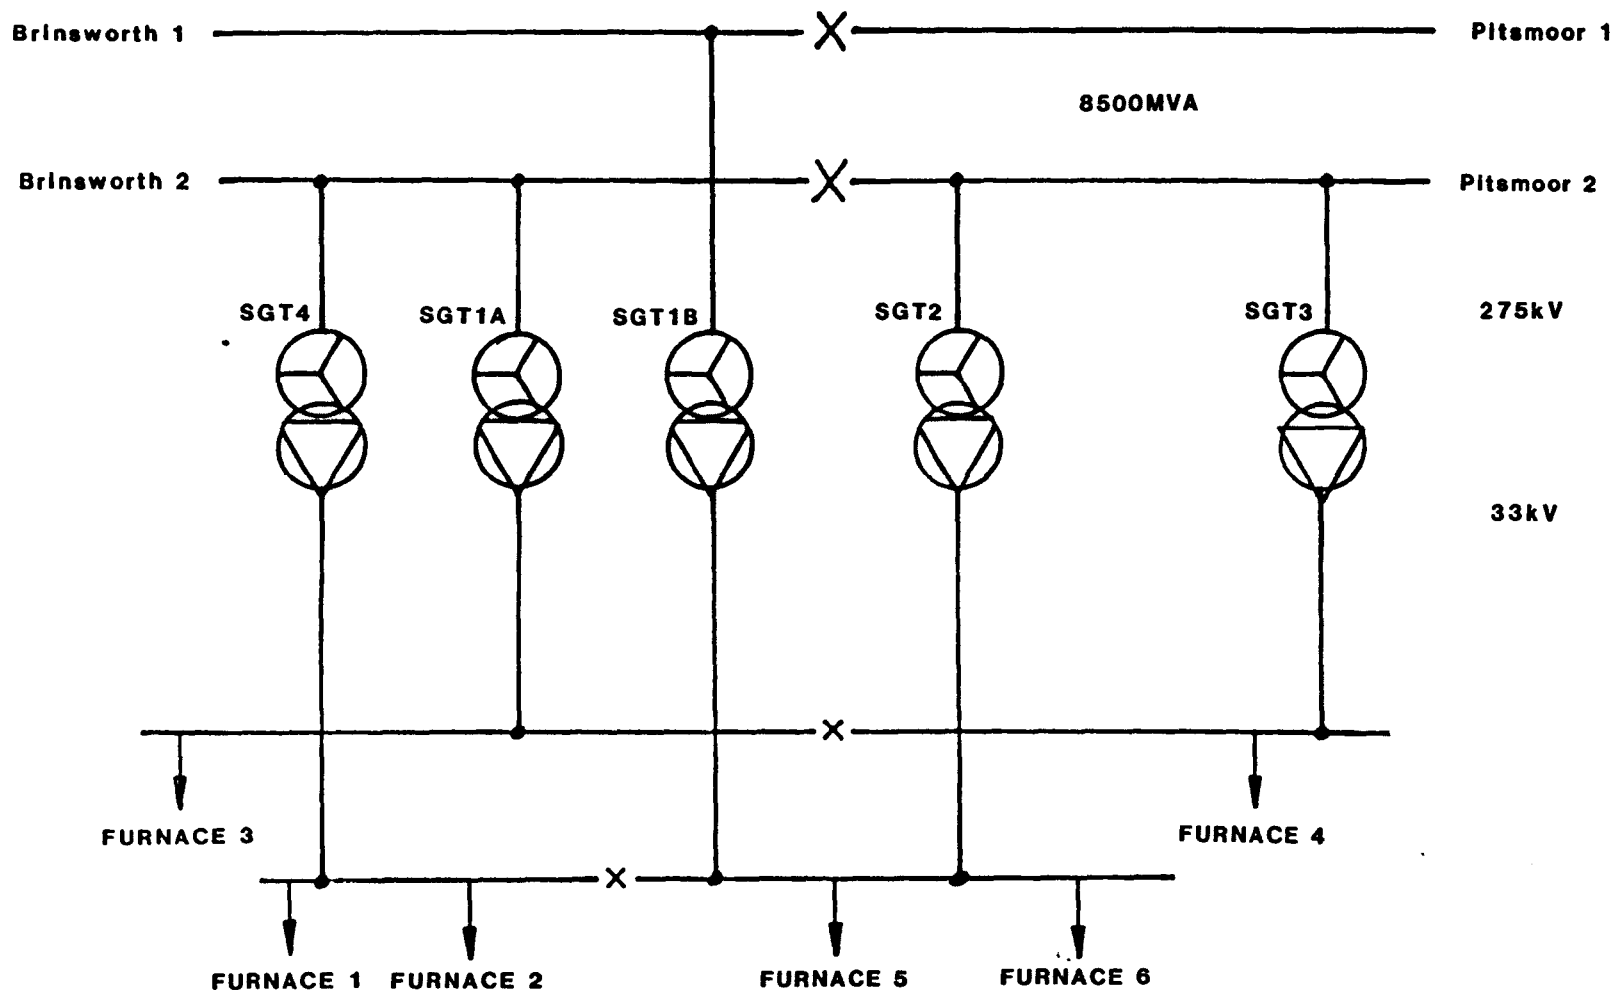 Brinsworth 1
Pitsmoor 1
8500MVA
Brinsworth 2
Pitsmoor 2
SGT4
SGT1A
SGT1B
SGT2
SGT3
275kV
33kV
FURNACE 3
FURNACE 4
FURNACE 1
FURNACE 2
FURNACE 5
FURNACE 6